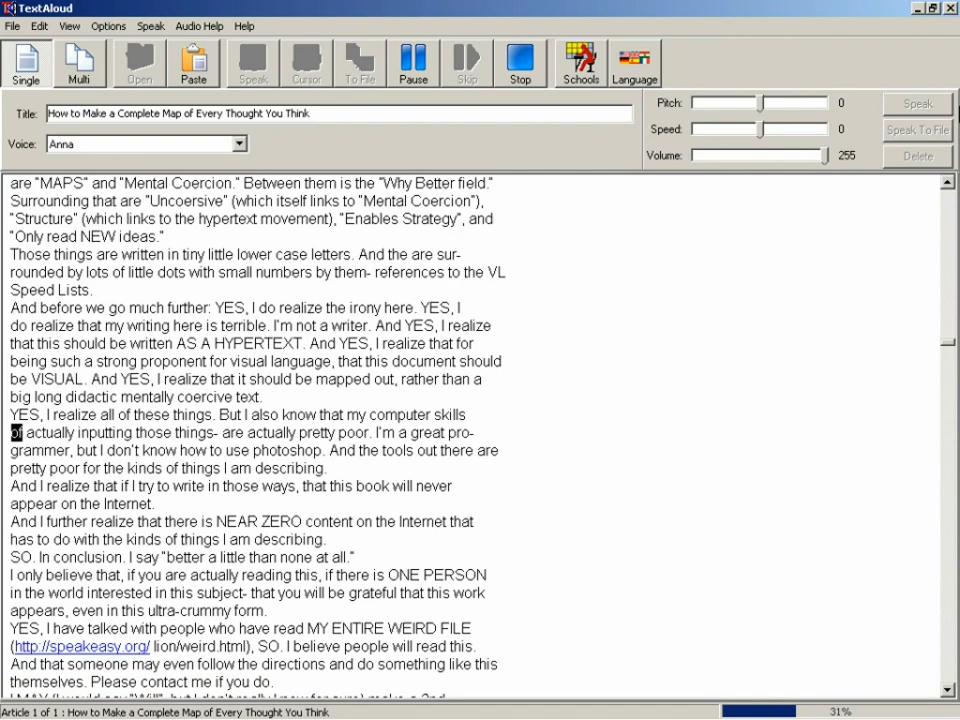 TextAloud
File Edit View Options Speak Audio Help Help
Single Multi Open Paste Speak Cursor To File Pause Skip Stop Schools Language
Title: How to Make a Complete Map of Every Thought You Think
Voice: Anna
Pitch: 0 Speak
Speed: 0 Speak To File
Volume: 255 Delete
are "MAPS" and "Mental Coercion." Between them is the "Why Better field."
Surrounding that are "Uncoersive" (which itself links to "Mental Coercion"),
"Structure" (which links to the hypertext movement), "Enables Strategy", and
"Only read NEW ideas."
Those things are written in tiny little lower case letters. And the are sur-
rounded by lots of little dots with small numbers by them- references to the VL
Speed Lists.
And before we go much further: YES, I do realize the irony here. YES, I
do realize that my writing here is terrible. I'm not a writer. And YES, I realize
that this should be written AS A HYPERTEXT. And YES, I realize that for
being such a strong proponent for visual language, that this document should
be VISUAL. And YES, I realize that it should be mapped out, rather than a
big long didactic mentally coercive text.
YES, I realize all of these things. But I also know that my computer skills
of actually inputting those things- are actually pretty poor. I'm a great pro-
grammer, but I don't know how to use photoshop. And the tools out there are
pretty poor for the kinds of things I am describing.
And I realize that if I try to write in those ways, that this book will never
appear on the Internet.
And I further realize that there is NEAR ZERO content on the Internet that
has to do with the kinds of things I am describing.
SO. In conclusion. I say "better a little than none at all."
I only believe that, if you are actually reading this, if there is ONE PERSON
in the world interested in this subject- that you will be grateful that this work
appears, even in this ultra-crummy form.
YES, I have talked with people who have read MY ENTIRE WEIRD FILE
(http://speakeasy.org/ lion/weird.html), SO. I believe people will read this.
And that someone may even follow the directions and do something like this
themselves. Please contact me if you do.
I MAY (I would say "Will", but I don't really know for sure) make a 2nd
Article 1 of 1 : How to Make a Complete Map of Every Thought You Think 31%